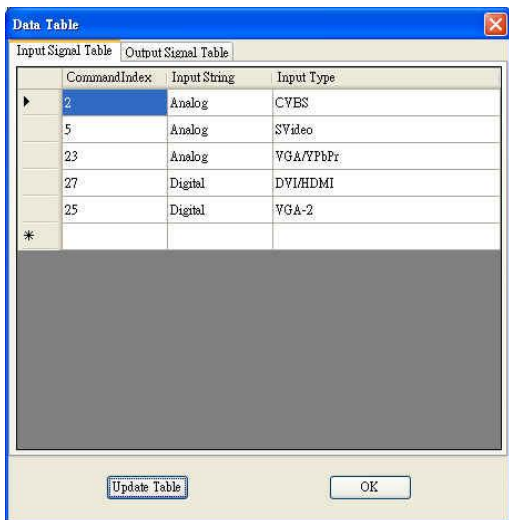 Data Table
Input Signal Table Output Signal Table
CommandIndex Input String Input Type
2 Analog CVBS
5 Analog SVideo
23 Analog VGA/YPbPr
27 Digital DVI/HDMI
25 Digital VGA-2
*
Update Table OK